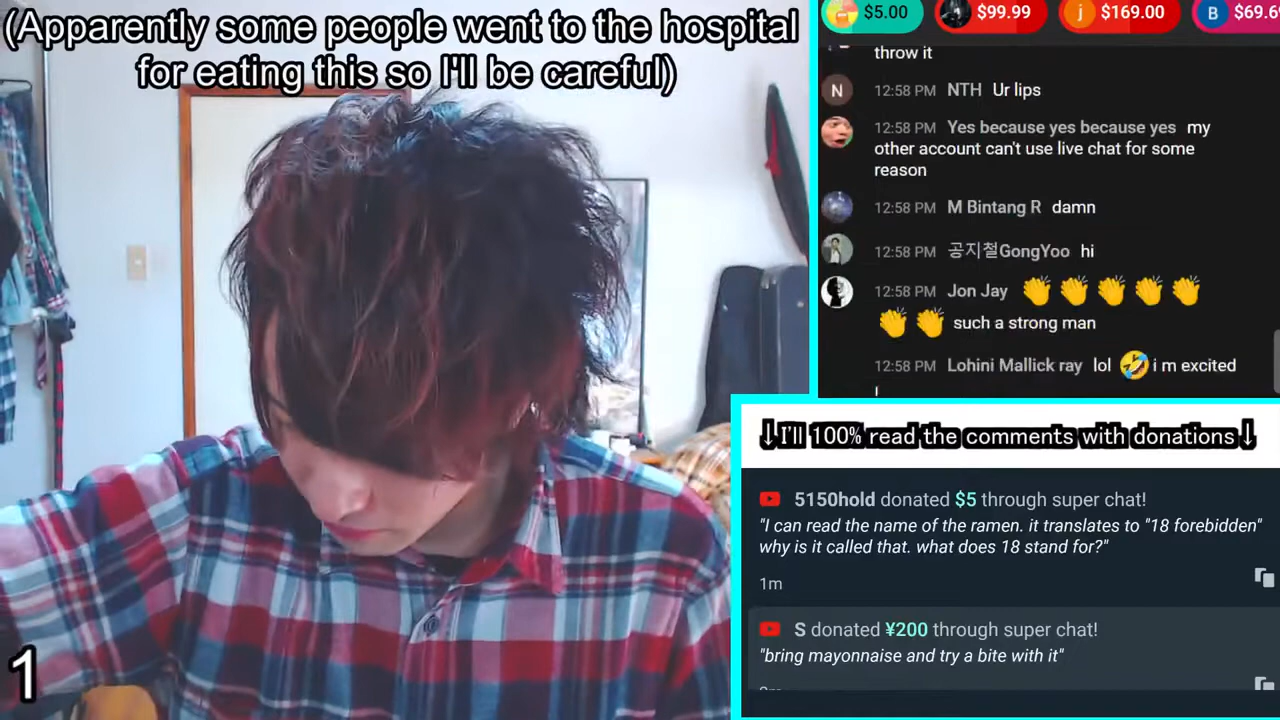 (Apparently some people went to the hospital
for eating this so I'll be careful)
1
$5.00
$99.99
j $169.00
B
throw it
N 12:58 PM NTH Ur lips
12:58 PM Yes because yes because yes my
other account can't use live chat for some
reason
12:58 PM M Bintang R damn
12:58 PM 공지철GongYoo hi
12:58 PM Jon Jay 👏 👏 👏 👏 👏
👏 👏 such a strong man
12:58 PM Lohini Mallick ray lol 🤣 i m excited
↓I'll 100% read the comments with donations↓
5150hold donated $5 through super chat!
"I can read the name of the ramen. it translates to "18 forebidden"
why is it called that. what does 18 stand for?"
1m
S donated ¥200 through super chat!
"bring mayonnaise and try a bite with it"